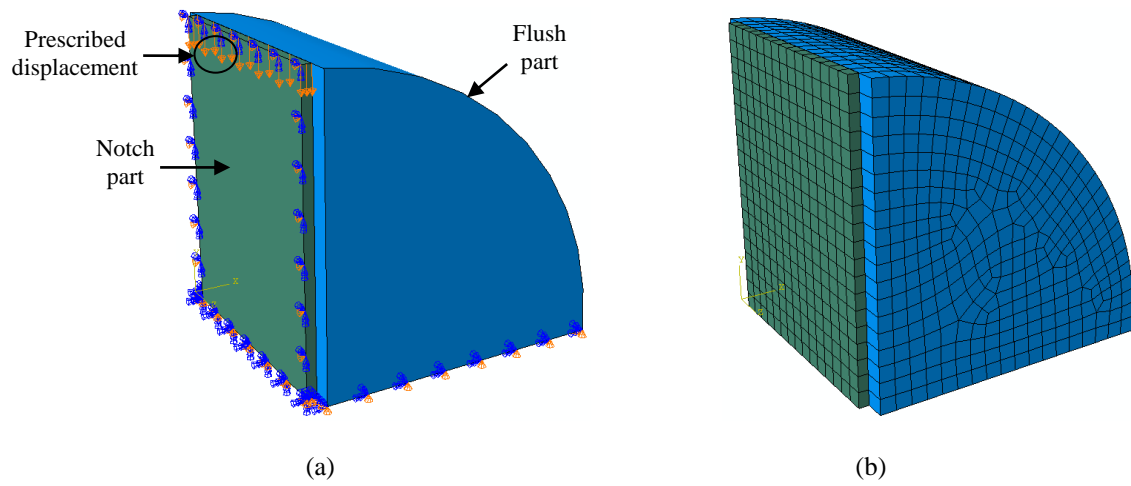 Prescribed
displacement
Flush
part
Notch
part
X
Y
X
(a)
(b)